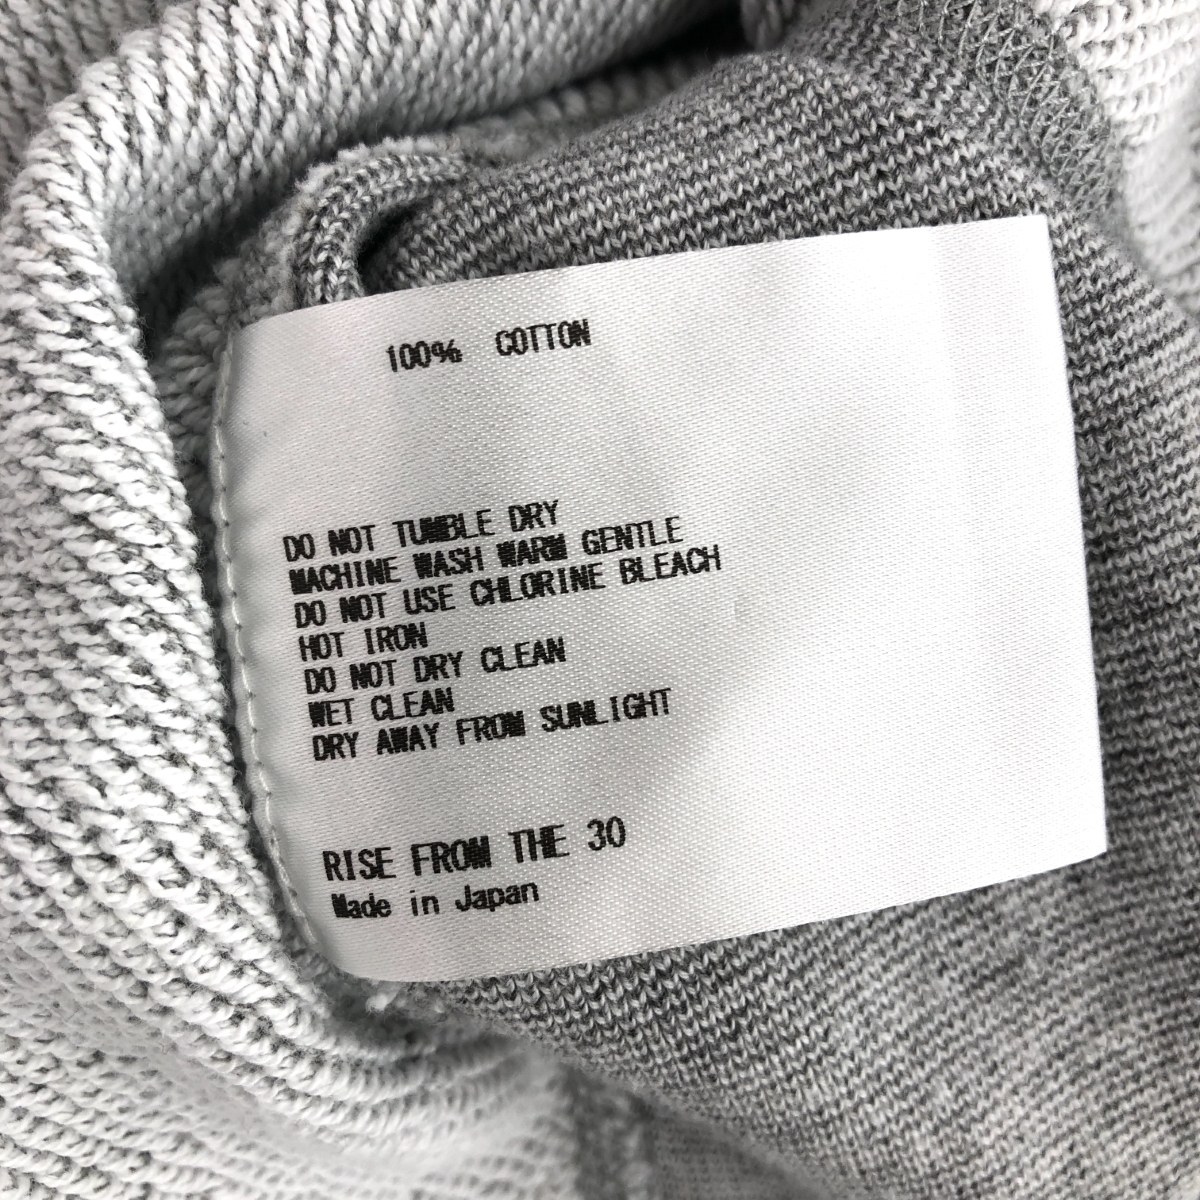 100% COTTON
DO NOT TUMBLE DRY
MACHINE WASH WARM GENTLE
DO NOT USE CHLORINE BLEACH
HOT IRON
DO NOT DRY CLEAN
WET CLEAN
DRY AWAY FROM SUNLIGHT
RISE FROM THE 30
Made in Japan